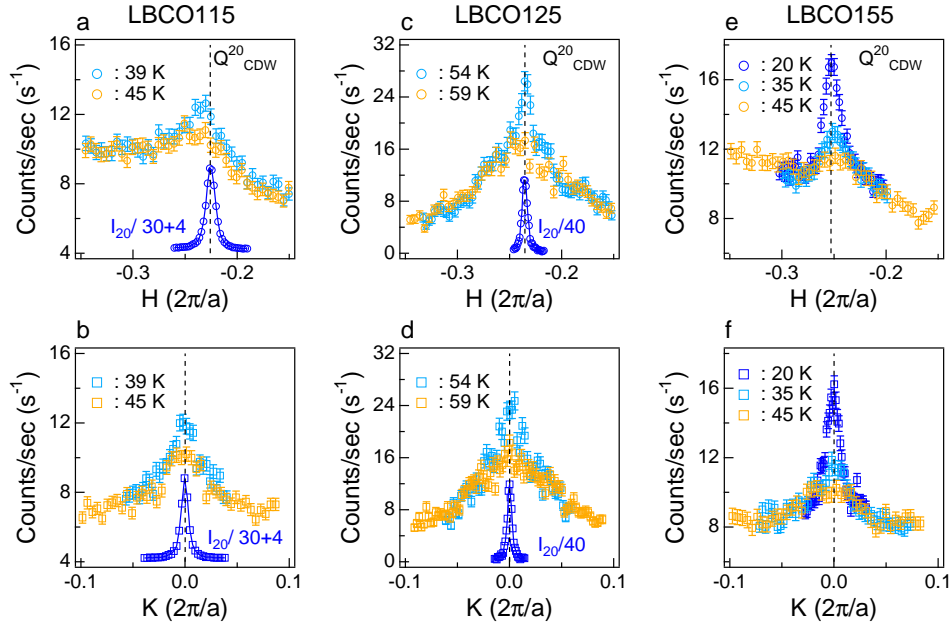 LBCO115
LBCO125
LBCO155
a
16
12
8
4
Counts/sec (s⁻¹)
: 39 K
: 45 K
Q²⁰CDW
I₂₀/ 30+4
-0.3
-0.2
H (2π/a)
c
32
24
16
8
0
Counts/sec (s⁻¹)
: 54 K
: 59 K
I₂₀/40
-0.3
-0.2
H (2π/a)
e
16
12
8
Counts/sec (s⁻¹)
: 20 K
: 35 K
: 45 K
Q²⁰CDW
-0.3
-0.2
H (2π/a)
b
16
12
8
4
Counts/sec (s⁻¹)
: 39 K
: 45 K
I₂₀/ 30+4
-0.1
0.0
0.1
K (2π/a)
d
32
24
16
8
0
Counts/sec (s⁻¹)
: 54 K
: 59 K
I₂₀/40
-0.1
0.0
0.1
K (2π/a)
f
16
12
8
Counts/sec (s⁻¹)
: 20 K
: 35 K
: 45 K
-0.1
0.0
0.1
K (2π/a)